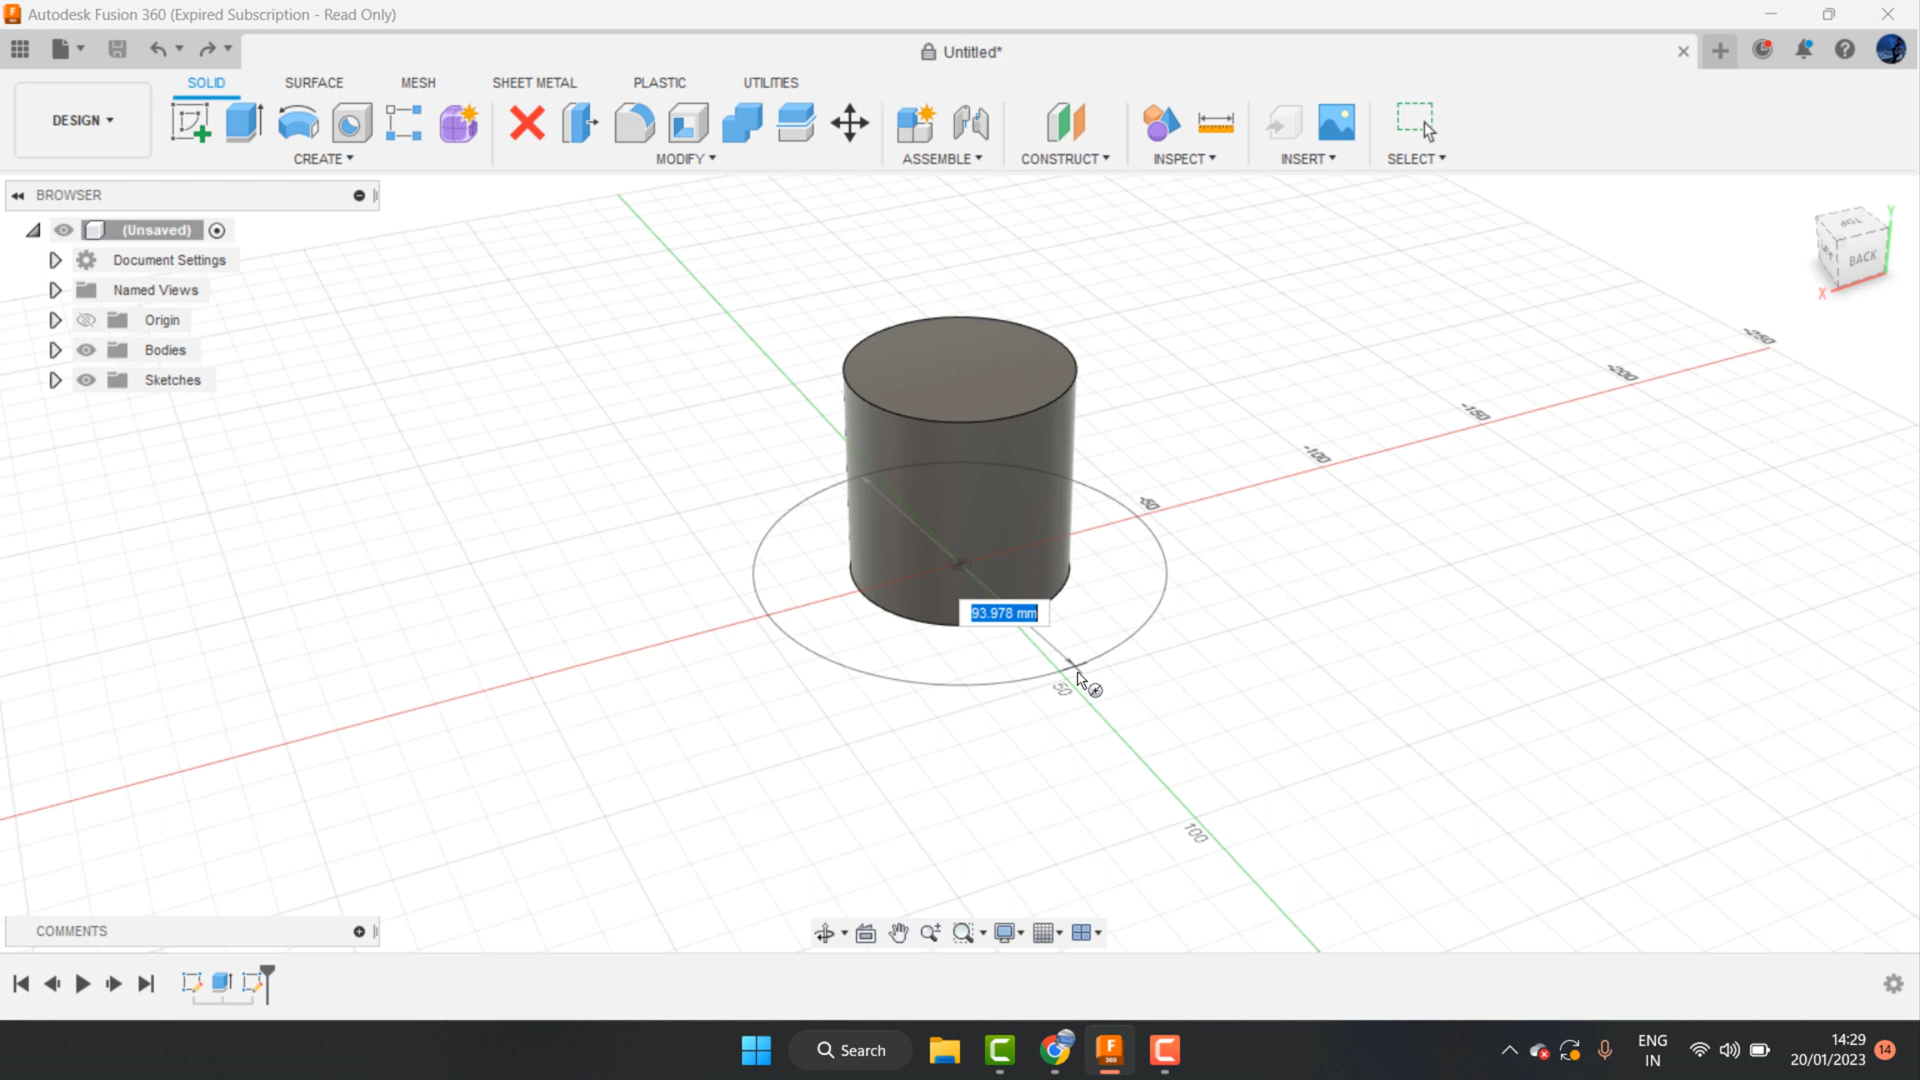 Autodesk Fusion 360 (Expired Subscription - Read Only)
Untitled*
SOLID SURFACE MESH SHEET METAL PLASTIC UTILITIES
DESIGN
CREATE MODIFY ASSEMBLE CONSTRUCT INSPECT INSERT SELECT
BROWSER
(Unsaved)
Document Settings
Named Views
Origin
Bodies
Sketches
TOP
BACK
Y
X
-250
-200
-150
-100
-50
93.978 mm
50
100
COMMENTS
Search
F
360
ENG
IN
14:29
20/01/2023
14